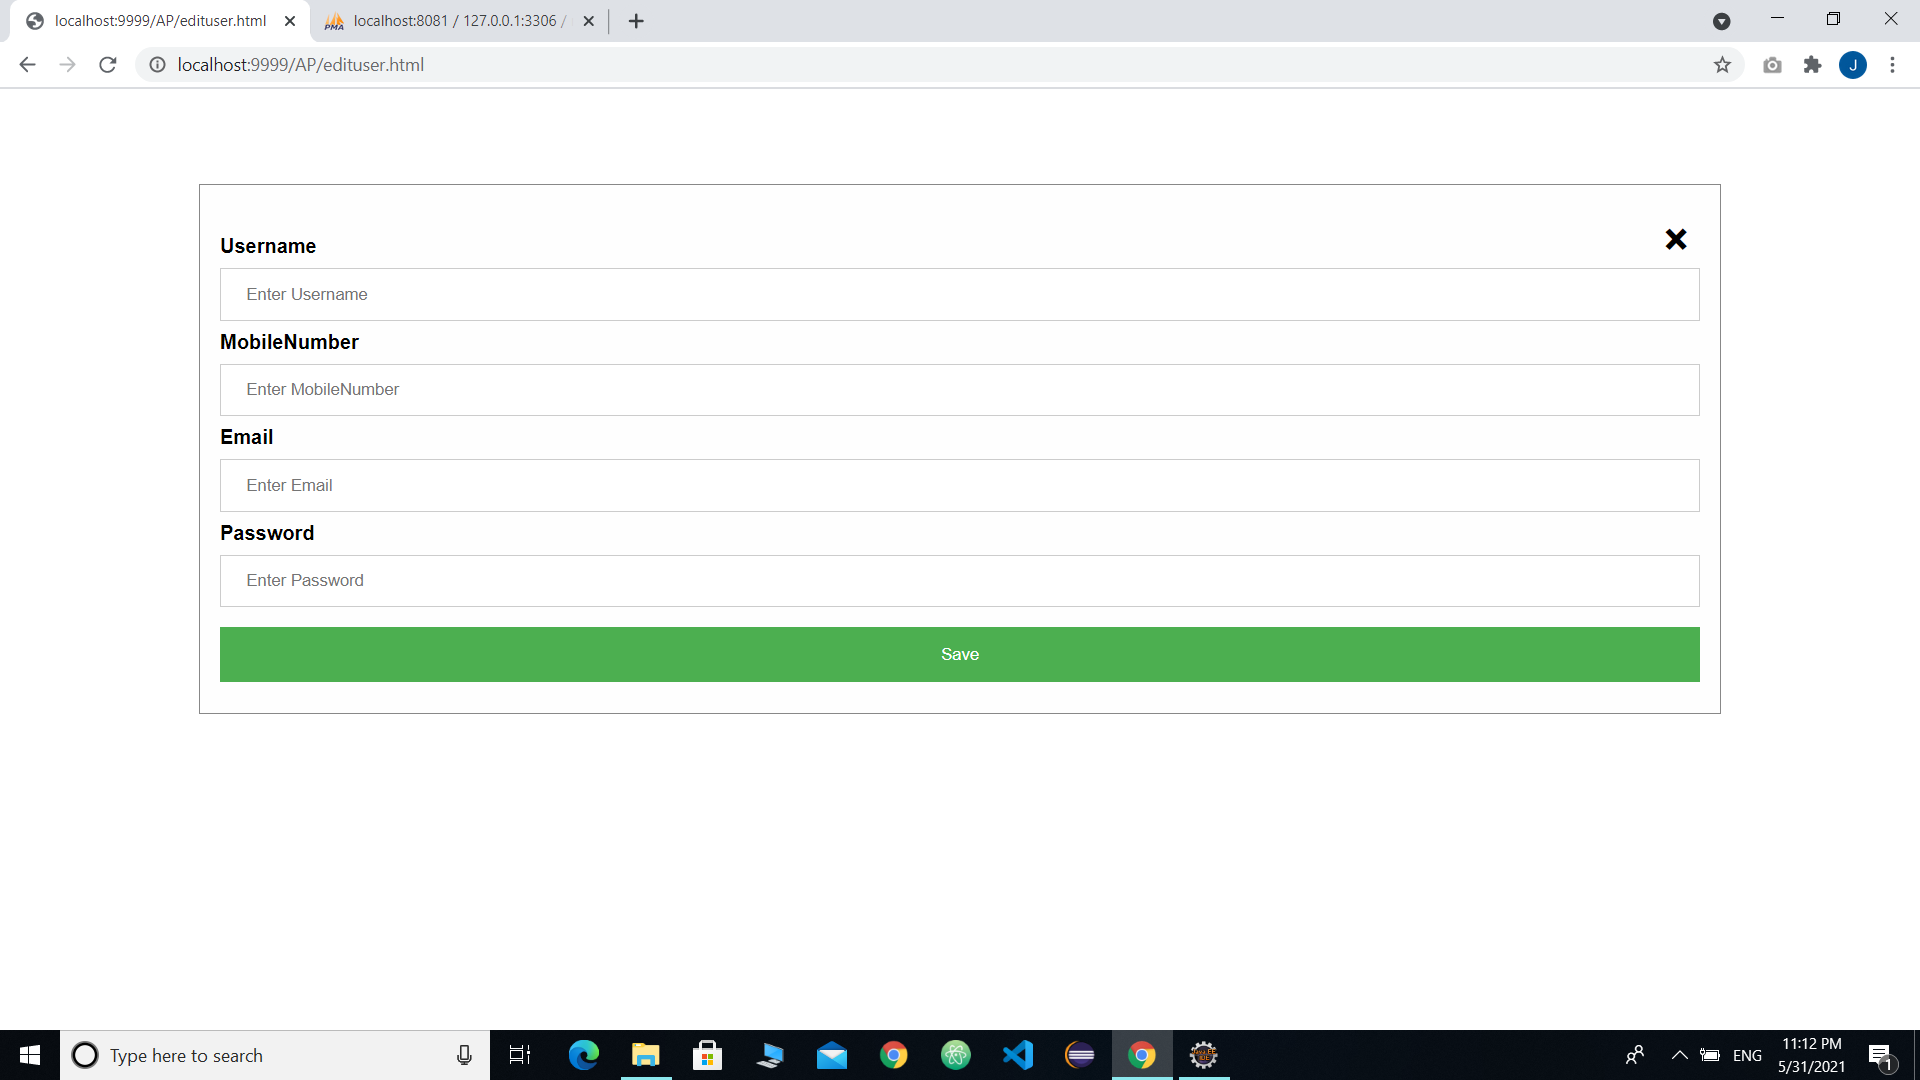 localhost:9999/AP/edituser.html
PMA
localhost:8081 / 127.0.0.1:3306 /
localhost:9999/AP/edituser.html
J
Username
Enter Username
MobileNumber
Enter MobileNumber
Email
Enter Email
Password
Enter Password
Save
Type here to search
ENG
11:12 PM
5/31/2021
1